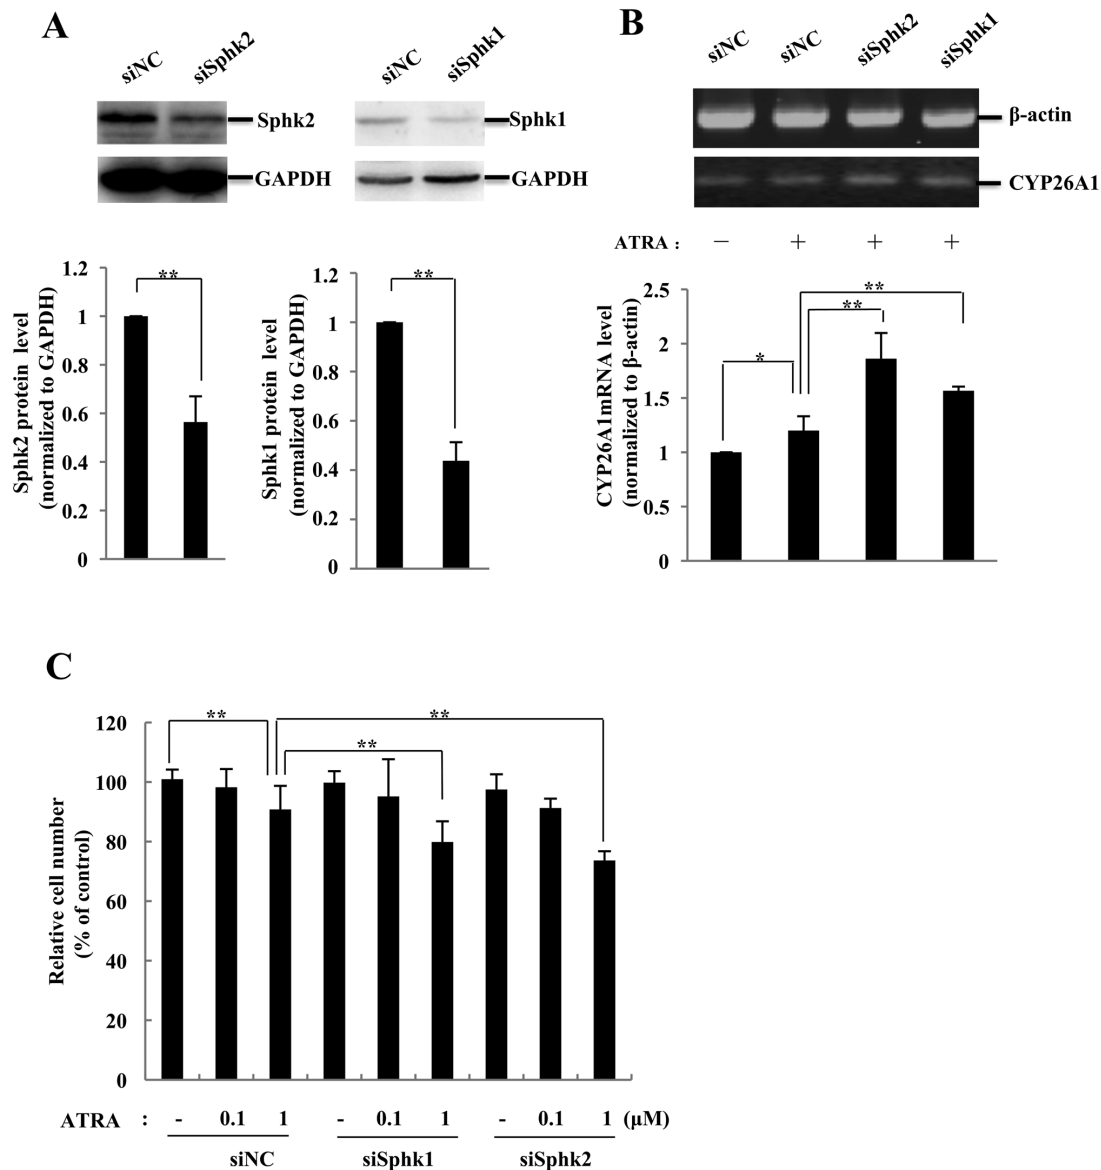 A
B
siNC
siSphk2
siNC
siSphk1
siNC
siNC
siSphk2
siSphk1
Sphk2
Sphk1
β-actin
GAPDH
GAPDH
CYP26A1
ATRA : − + + +
Sphk2 protein level
(normalized to GAPDH)
1.2
1
0.8
0.6
0.4
0.2
0
**
Sphk1 protein level
(normalized to GAPDH)
1.2
1
0.8
0.6
0.4
0.2
0
**
CYP26A1mRNA level
(normalized to β-actin)
2.5
2
1.5
1
0.5
0
*
**
**
C
Relative cell number
(% of control)
120
100
80
60
40
20
0
**
**
**
ATRA : - 0.1 1 - 0.1 1 - 0.1 1 (μM)
siNC siSphk1 siSphk2